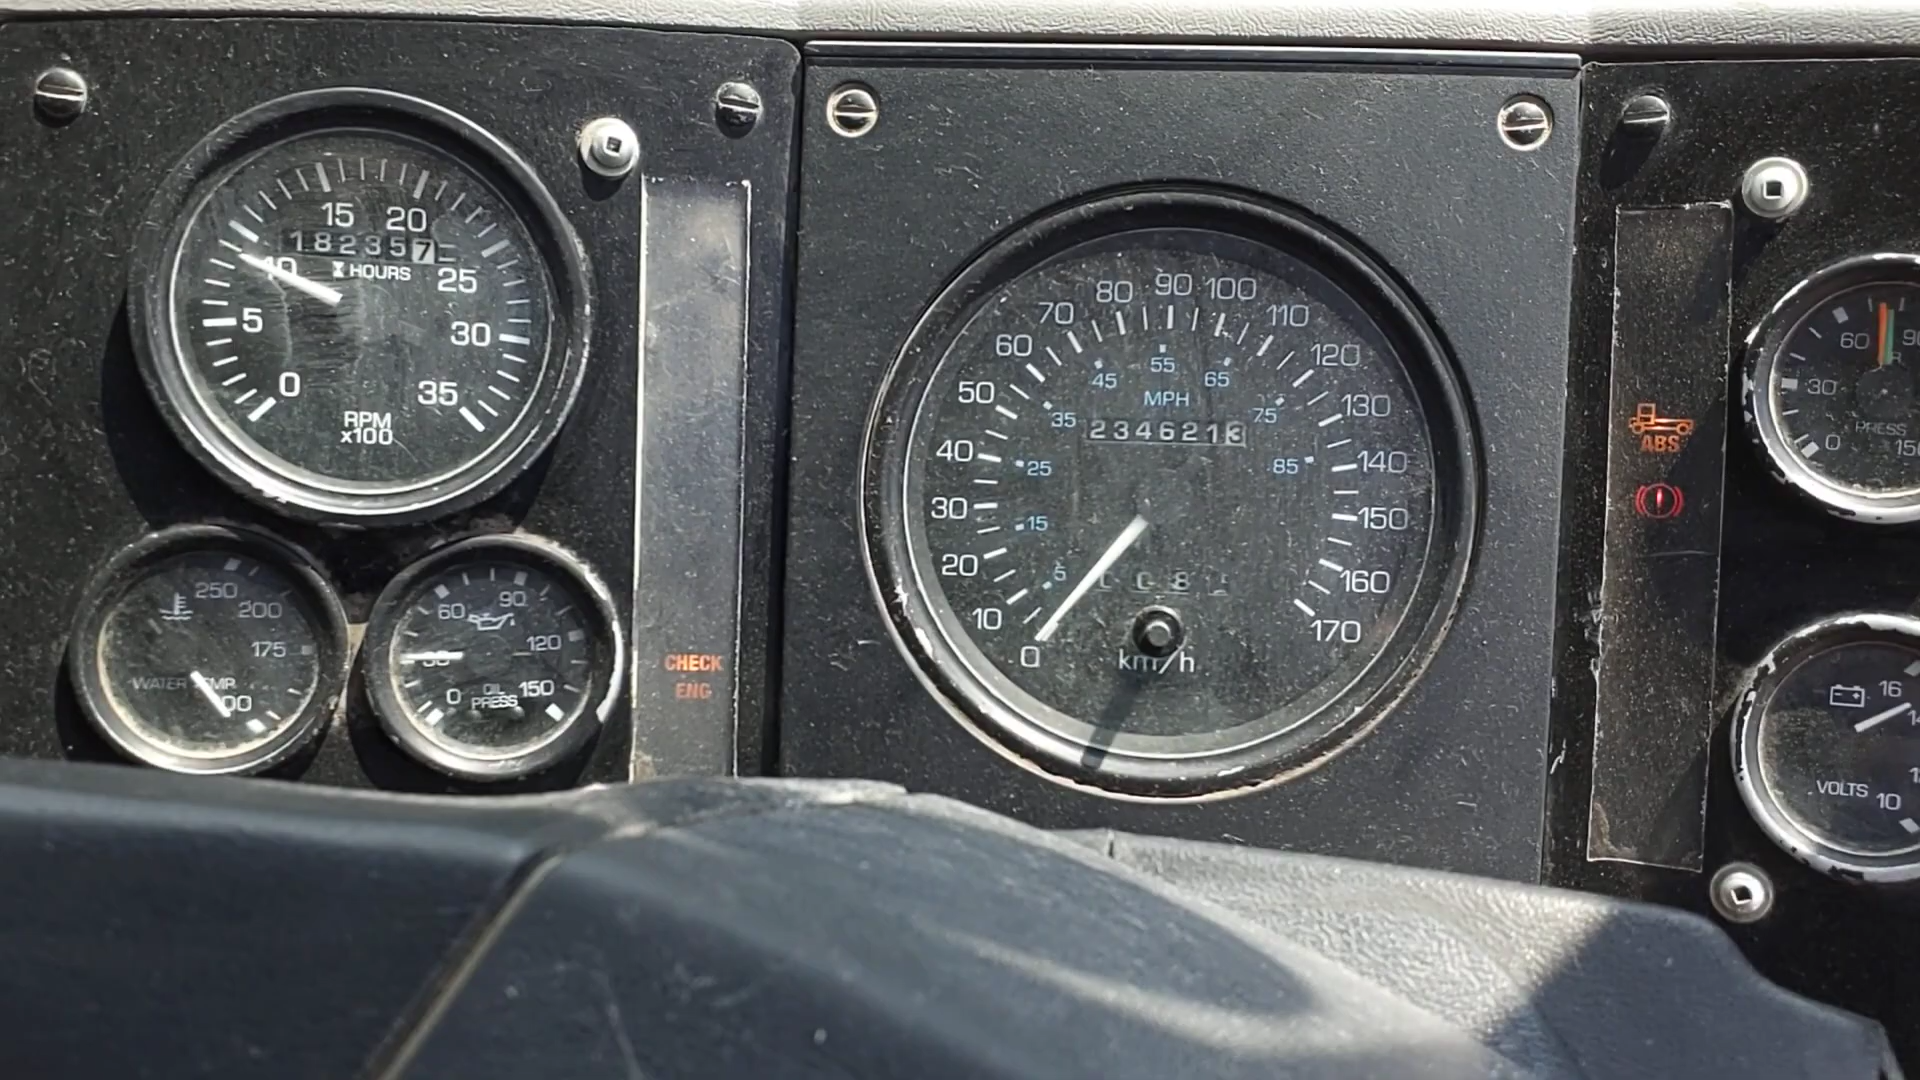 15 20
182357
10 HOURS 25
5 30
0 35
RPM
x100
250
200
175
WATER TEMP
60 90
30 120
0 OIL 150
PRESS
CHECK
ENG
80 90 100
70 110
60 120
50 130
40 140
30 150
20 160
10 170
0
55
45 65
MPH
35 75
2346213
25 85
15
5
km/h
ABS
60
30
0
PRESS
16
VOLTS 10